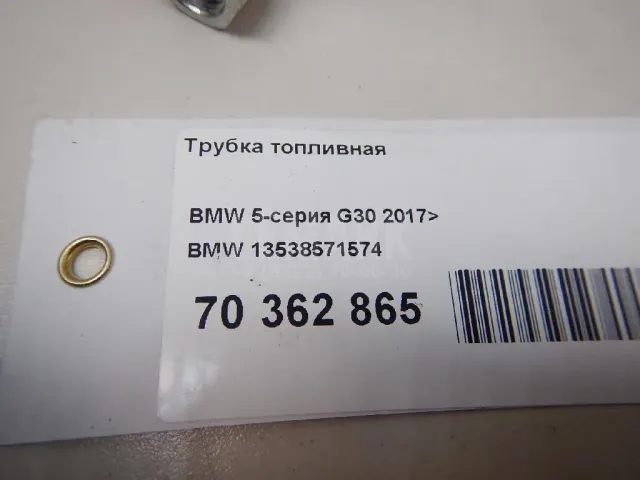 Трубка топливная
BMW 5-серия G30 2017>
BMW 13538571574
70 362 865